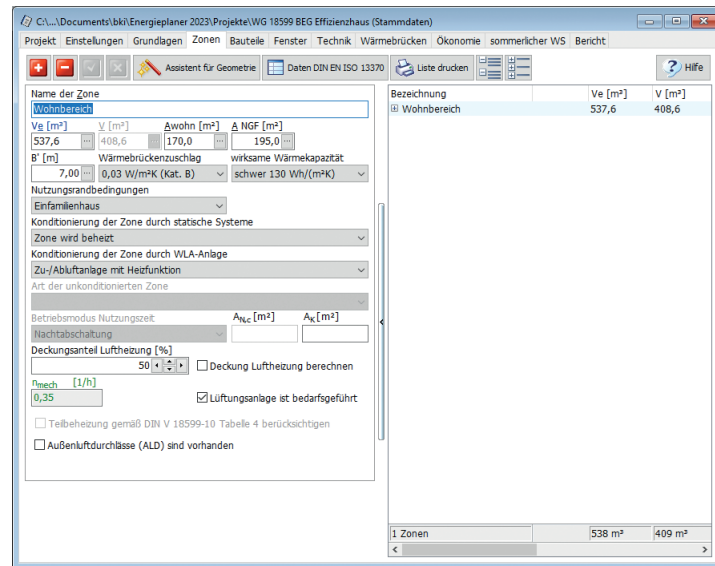 C:\...\Documents\bki\Energieplaner 2023\Projekte\WG 18599 BEG Effizienzhaus (Stammdaten)
Projekt Einstellungen Grundlagen Zonen Bauteile Fenster Technik Wärmebrücken Ökonomie sommerlicher WS Bericht
Assistent für Geometrie Daten DIN EN ISO 13370 Liste drucken ? Hilfe
Name der Zone
Wohnbereich
Ve [m³] V [m³] Awohn [m²] A NGF [m²]
537,6 ... 408,6 170,0 ... 195,0 ...
B' [m] Wärmebrückenzuschlag wirksame Wärmekapazität
7,00 ... 0,03 W/m²K (Kat. B) schwer 130 Wh/(m²K)
Nutzungsrandbedingungen
Einfamilienhaus
Konditionierung der Zone durch statische Systeme
Zone wird beheizt
Konditionierung der Zone durch WLA-Anlage
Zu-/Abluftanlage mit Heizfunktion
Art der unkonditionierten Zone
Betriebsmodus Nutzungszeit AN,c [m²] AK [m²]
Nachtabschaltung
Deckungsanteil Luftheizung [%]
50 Deckung Luftheizung berechnen
nmech [1/h]
0,35 Lüftungsanlage ist bedarfsgeführt
Teilbeheizung gemäß DIN V 18599-10 Tabelle 4 berücksichtigen
Außenluftdurchlässe (ALD) sind vorhanden
Bezeichnung Ve [m³] V [m³]
Wohnbereich 537,6 408,6
1 Zonen 538 m³ 409 m³